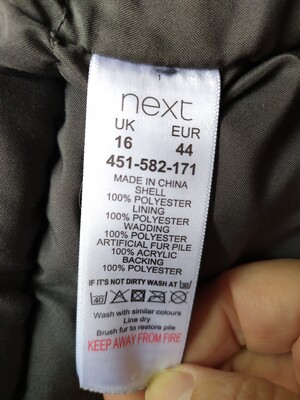 1
next
UK EUR
16 44
451-582-171
MADE IN CHINA
SHELL
100% POLYESTER
LINING
100% POLYESTER
WADDING
100% POLYESTER
ARTIFICIAL FUR PILE
100% ACRYLIC
BACKING
100% POLYESTER
IF IT'S NOT DIRTY WASH AT 30
40
Wash with similar colours
Line dry
Brush fur to restore pile
KEEP AWAY FROM FIRE